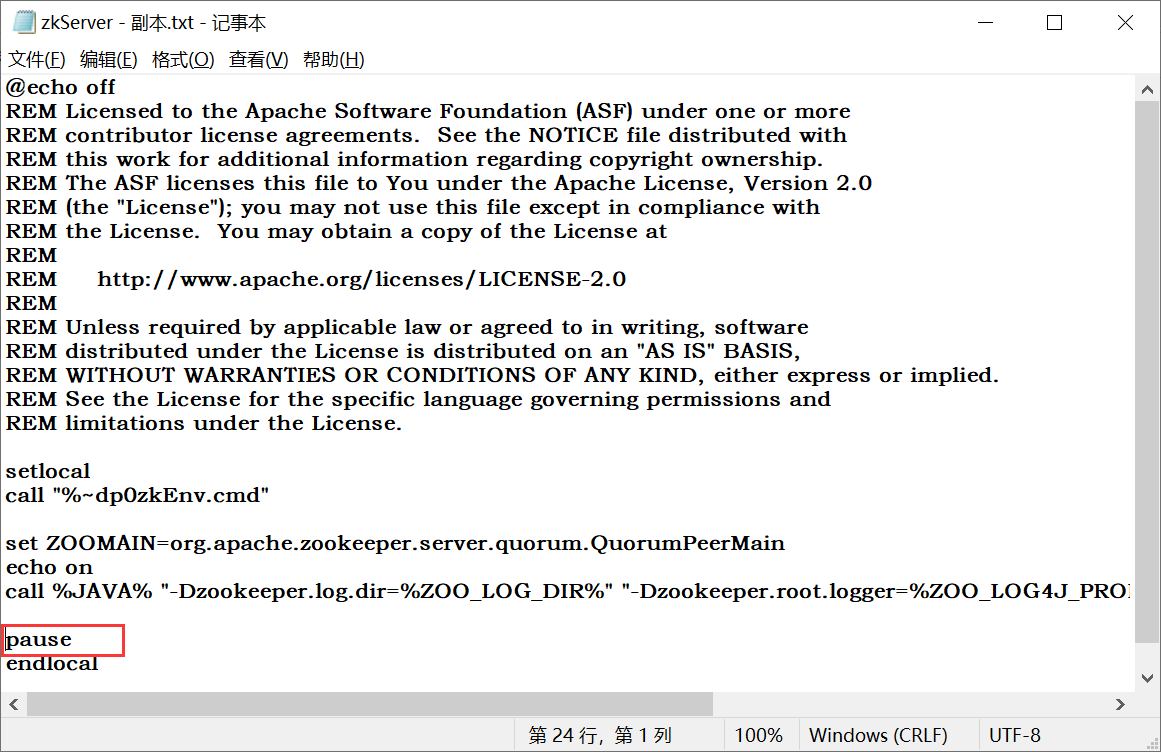 zkServer - 副本.txt - 记事本
文件(F) 编辑(E) 格式(O) 查看(V) 帮助(H)
@echo off
REM Licensed to the Apache Software Foundation (ASF) under one or more
REM contributor license agreements.  See the NOTICE file distributed with
REM this work for additional information regarding copyright ownership.
REM The ASF licenses this file to You under the Apache License, Version 2.0
REM (the "License"); you may not use this file except in compliance with
REM the License.  You may obtain a copy of the License at
REM
REM     http://www.apache.org/licenses/LICENSE-2.0
REM
REM Unless required by applicable law or agreed to in writing, software
REM distributed under the License is distributed on an "AS IS" BASIS,
REM WITHOUT WARRANTIES OR CONDITIONS OF ANY KIND, either express or implied.
REM See the License for the specific language governing permissions and
REM limitations under the License.
setlocal
call "%~dp0zkEnv.cmd"
set ZOOMAIN=org.apache.zookeeper.server.quorum.QuorumPeerMain
echo on
call %JAVA% "-Dzookeeper.log.dir=%ZOO_LOG_DIR%" "-Dzookeeper.root.logger=%ZOO_LOG4J_PRO
pause
endlocal
第 24 行，第 1 列 100% Windows (CRLF) UTF-8